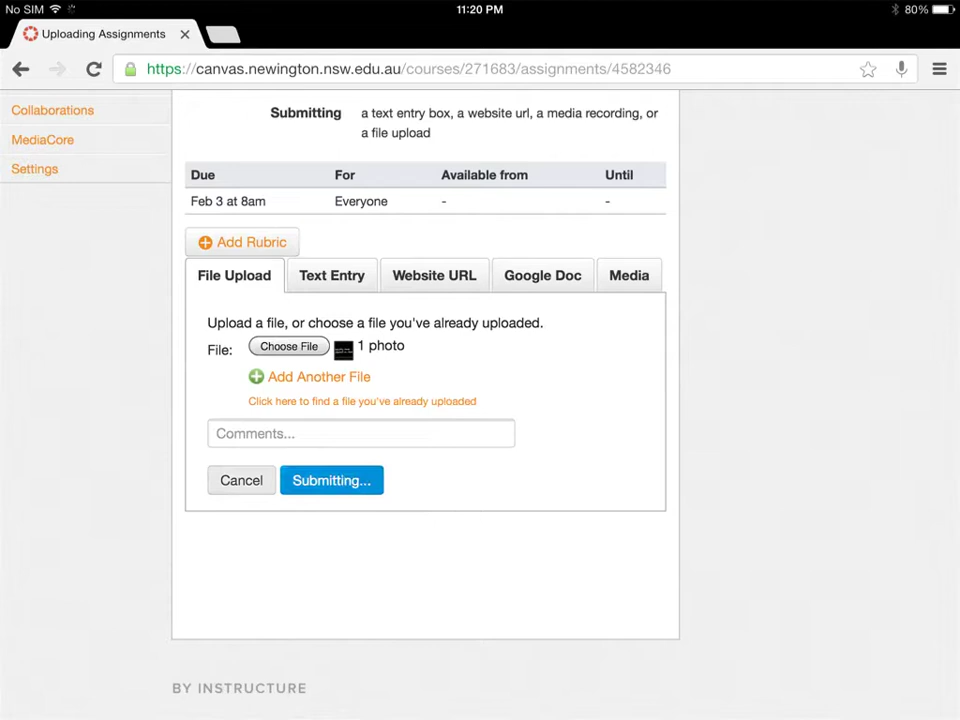 No SIM 11:20 PM 80%
Uploading Assignments
https://canvas.newington.nsw.edu.au/courses/271683/assignments/4582346
Collaborations
MediaCore
Settings
Submitting a text entry box, a website url, a media recording, or
a file upload
Due For Available from Until
Feb 3 at 8am Everyone - -
Add Rubric
File Upload Text Entry Website URL Google Doc Media
Upload a file, or choose a file you've already uploaded.
File: Choose File 1 photo
Add Another File
Click here to find a file you've already uploaded
Comments...
Cancel Submitting...
BY INSTRUCTURE